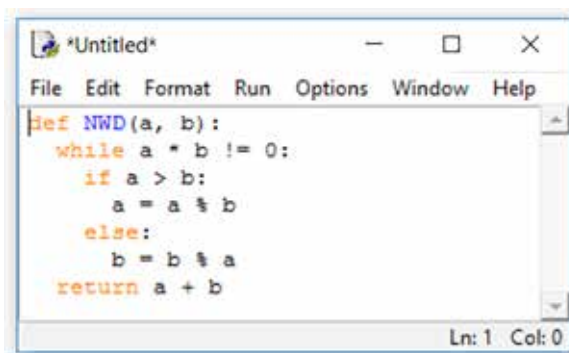 *Untitled*
File Edit Format Run Options Window Help
def NWD(a, b):
  while a * b != 0:
    if a > b:
      a = a % b
    else:
      b = b % a
  return a + b
Ln: 1 Col: 0